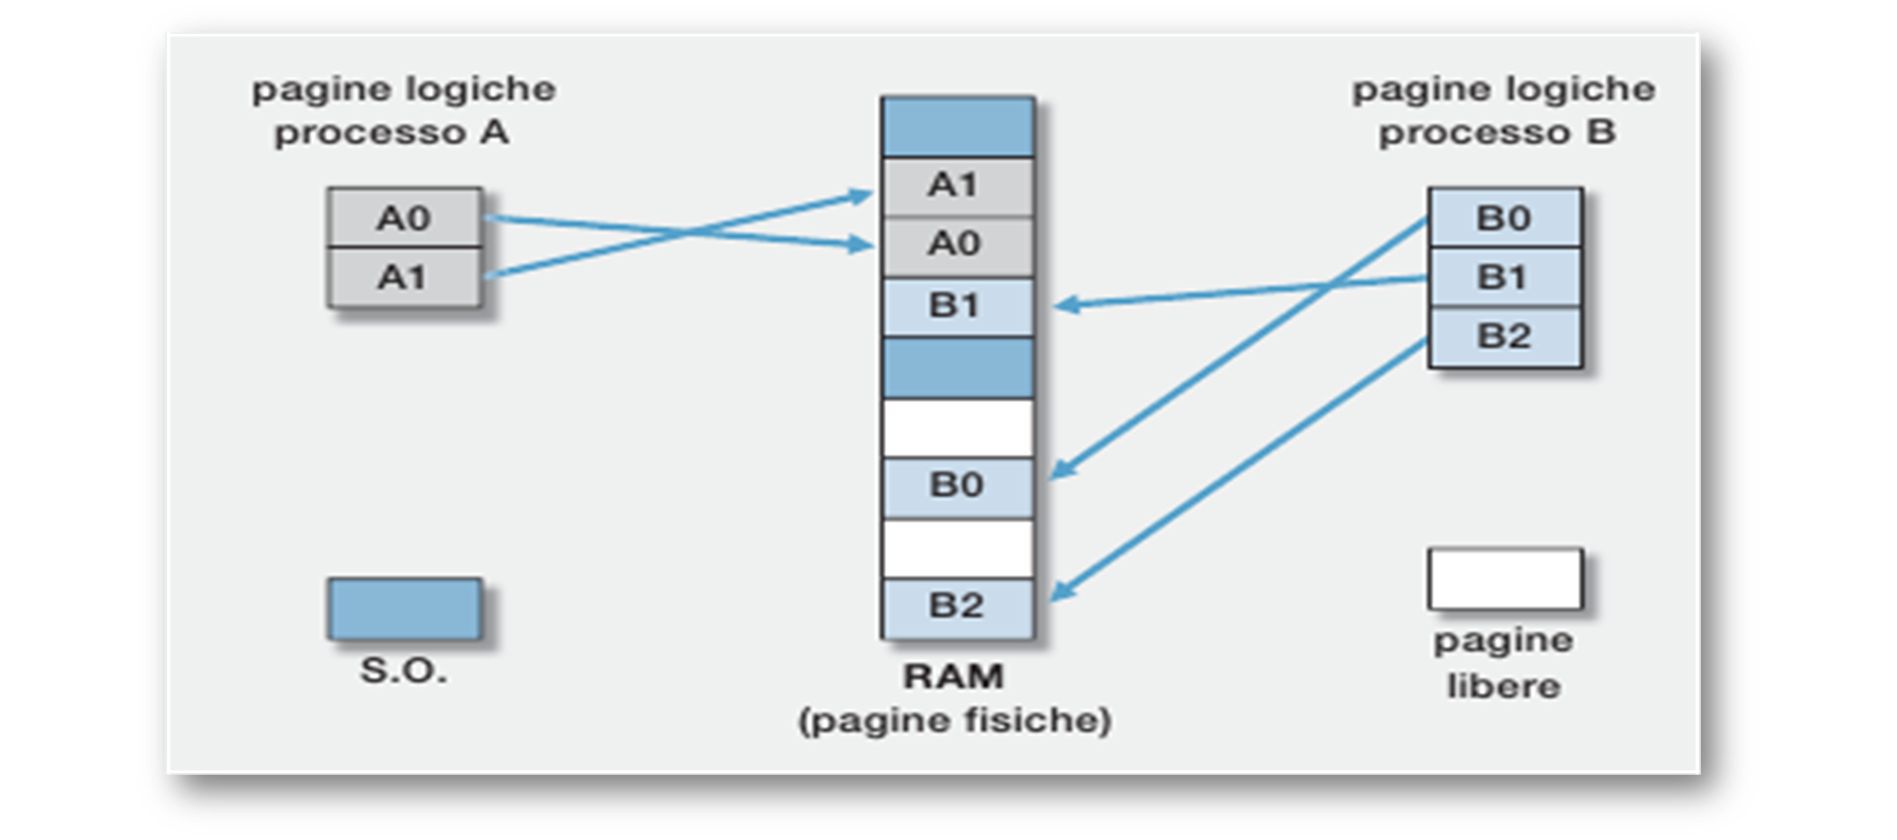 pagine logiche
processo A
A0
A1
S.O.
A1
A0
B1
B0
B2
RAM
(pagine fisiche)
pagine logiche
processo B
B0
B1
B2
pagine
libere